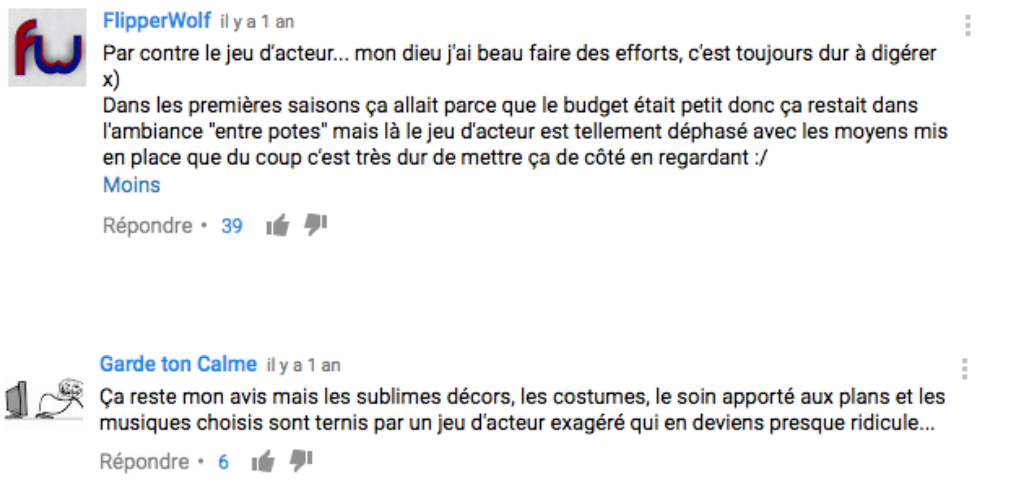 fw
FlipperWolf il y a 1 an
Par contre le jeu d'acteur... mon dieu j'ai beau faire des efforts, c'est toujours dur à digérer
x)
Dans les premières saisons ça allait parce que le budget était petit donc ça restait dans
l'ambiance "entre potes" mais là le jeu d'acteur est tellement déphasé avec les moyens mis
en place que du coup c'est très dur de mettre ça de côté en regardant :/
Moins
Répondre • 39
Garde ton Calme il y a 1 an
Ça reste mon avis mais les sublimes décors, les costumes, le soin apporté aux plans et les
musiques choisis sont ternis par un jeu d'acteur exagéré qui en deviens presque ridicule...
Répondre • 6